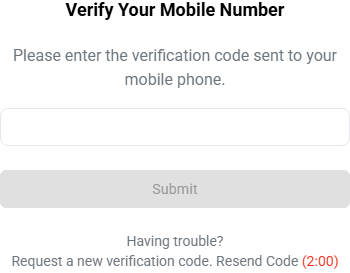 Verify Your Mobile Number
Please enter the verification code sent to your
mobile phone.
Submit
Having trouble?
Request a new verification code. Resend Code (2:00)